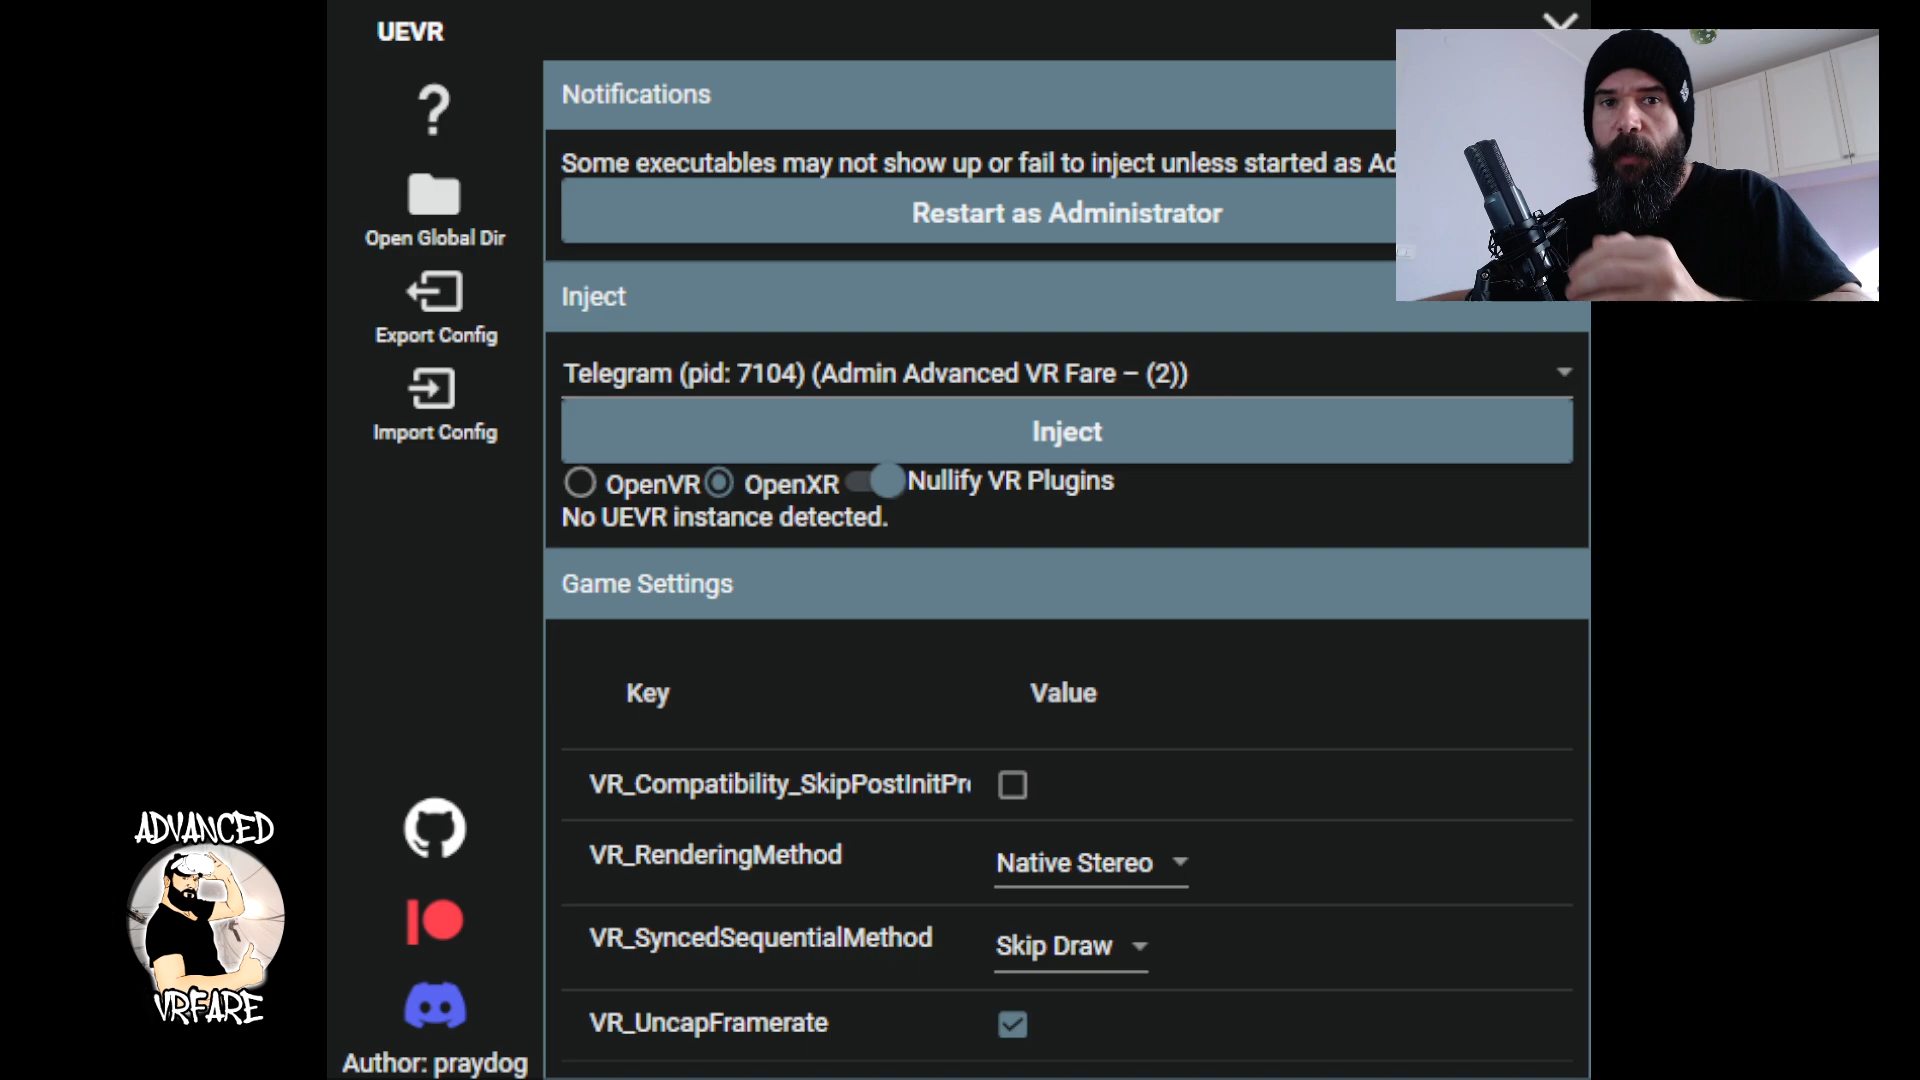 UEVR
Open Global Dir
Export Config
Import Config
Author: praydog
Notifications
Some executables may not show up or fail to inject unless started as Ad
Restart as Administrator
Inject
Telegram (pid: 7104) (Admin Advanced VR Fare – (2))
Inject
OpenVR OpenXR Nullify VR Plugins
No UEVR instance detected.
Game Settings
Key Value
VR_Compatibility_SkipPostInitPr
VR_RenderingMethod Native Stereo
VR_SyncedSequentialMethod Skip Draw
VR_UncapFramerate
ADVANCED
VRFARE